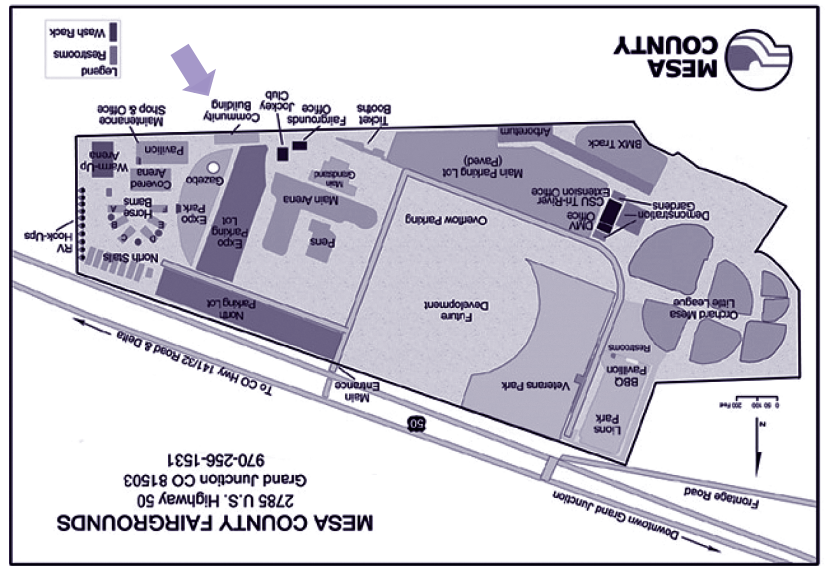 MESA COUNTY FAIRGROUNDS
2785 U.S. Highway 50
Grand Junction CO 81503
970-256-1531
Downtown Grand Junction
Frontage Road
N
0 50 100 200 Feet
50
To CO Hwy 141/32 Road & Delta
Main
Entrance
Lions
Park
BBQ
Pavilion
Restrooms
Veterans Park
Orchard Mesa
Little League
Future
Development
North
Parking Lot
North Stalls
RV
Hook-Ups
Horse
Barns
A
B
C
D
E
Expo
Park
Expo
Parking
Lot
Pens
Main Arena
Main
Grandstand
Overflow Parking
Demonstration
Gardens
DMV
Office
CSU Tri-River
Extension Office
Covered
Arena
Warm-Up
Arena
Pavilion
Gazebo
Main Parking Lot
(Paved)
Arboretum
BMX Track
Maintenance
Shop & Office
Community
Building
Jockey
Club
Fairgrounds
Office
Ticket
Booths
Legend
Restrooms
Wash Rack
MESA
COUNTY